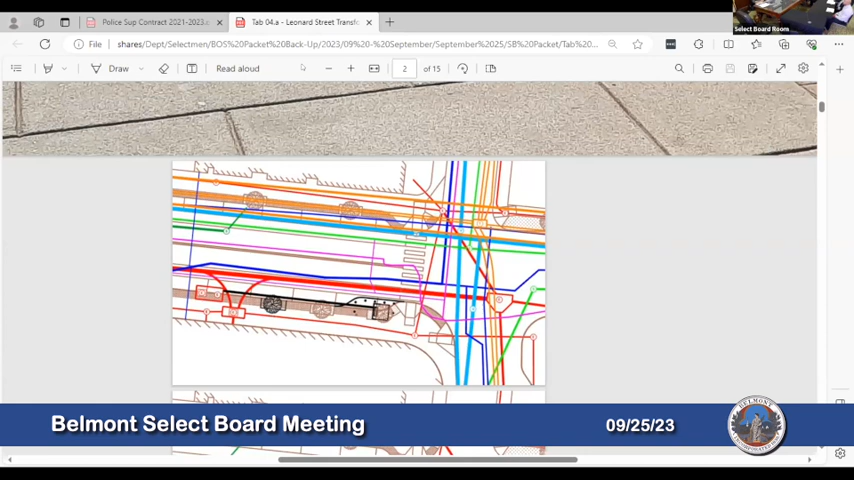 Police Sup Contract 2021-2023.x
Tab 04.a - Leonard Street Transfo
Select Board Room
File
shares/Dept/Selectmen/BOS%20Packet%20Back-Up/2023/09%20-%20September/September%2025/SB%20Packet/Tab%...
Draw
Read aloud
2
of 15
Belmont Select Board Meeting
09/25/23
BELMONT